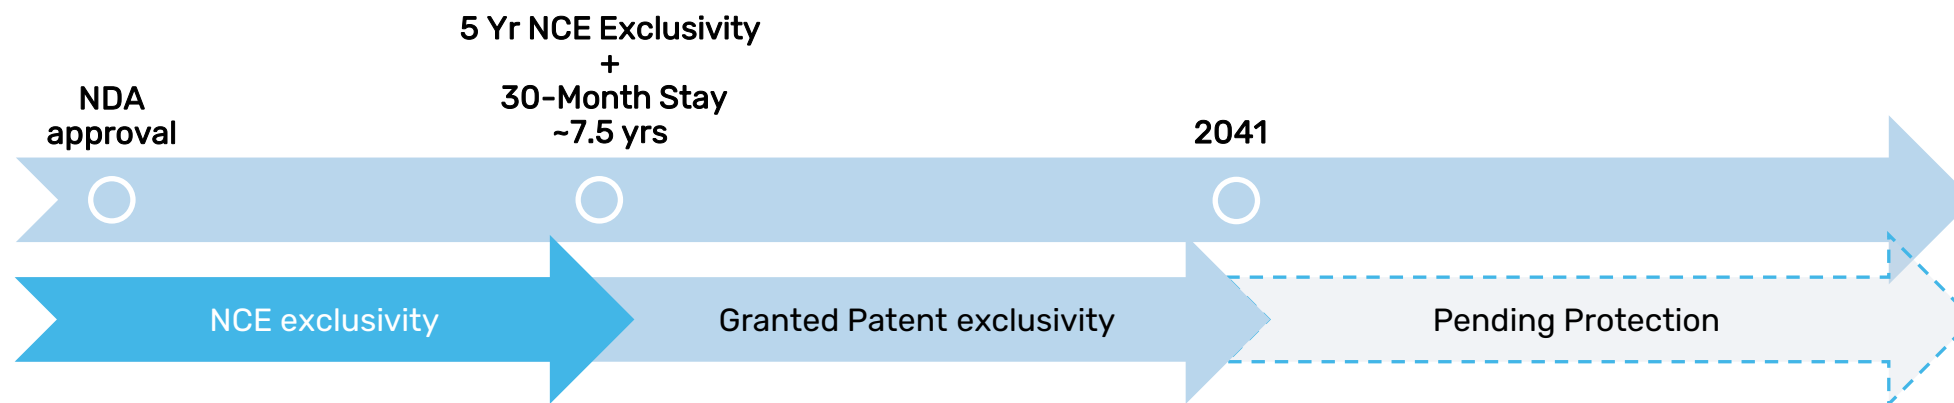 NDA
approval
5 Yr NCE Exclusivity
+
30-Month Stay
~7.5 yrs
2041
NCE exclusivity
Granted Patent exclusivity
Pending Protection